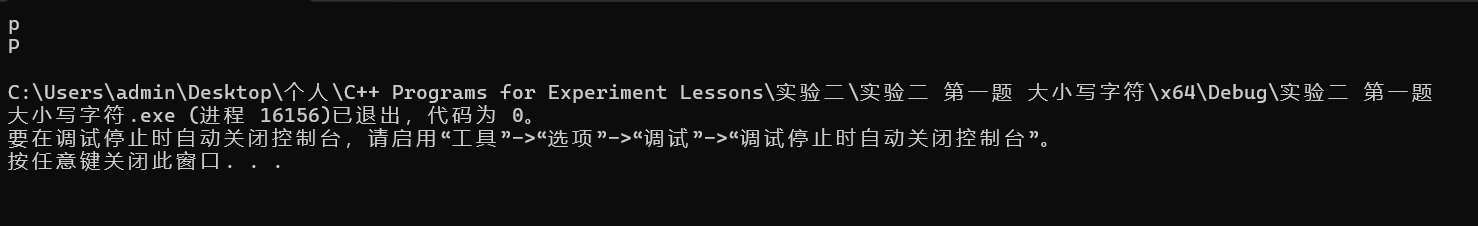 p
P
C:\Users\admin\Desktop\个人\C++ Programs for Experiment Lessons\实验二\实验二 第一题 大小写字符\x64\Debug\实验二 第一题
大小写字符.exe (进程 16156)已退出，代码为 0。
要在调试停止时自动关闭控制台，请启用“工具”->“选项”->“调试”->“调试停止时自动关闭控制台”。
按任意键关闭此窗口. . .